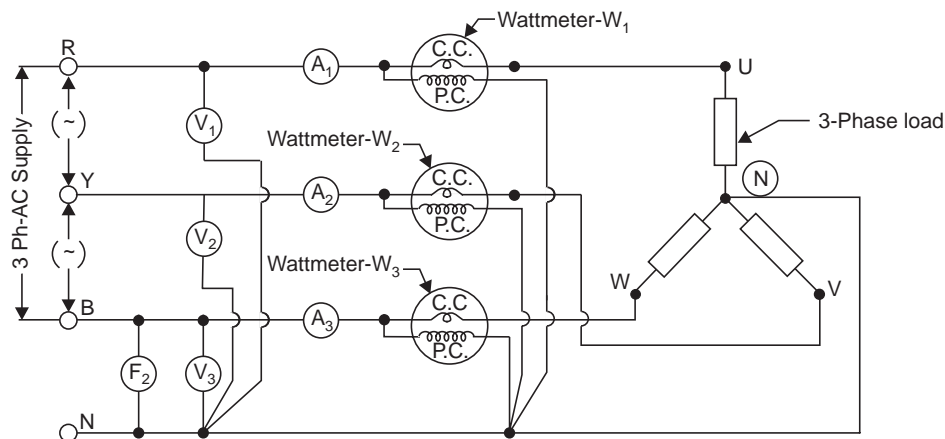 Wattmeter-W₁
R
A₁
C.C.
P.C.
U
V₁
3-Phase load
(~)
Wattmeter-W₂
3 Ph-AC Supply
Y
A₂
C.C.
P.C.
N
(~)
V₂
Wattmeter-W₃
W
V
B
A₃
C.C
P.C.
F₂
V₃
N